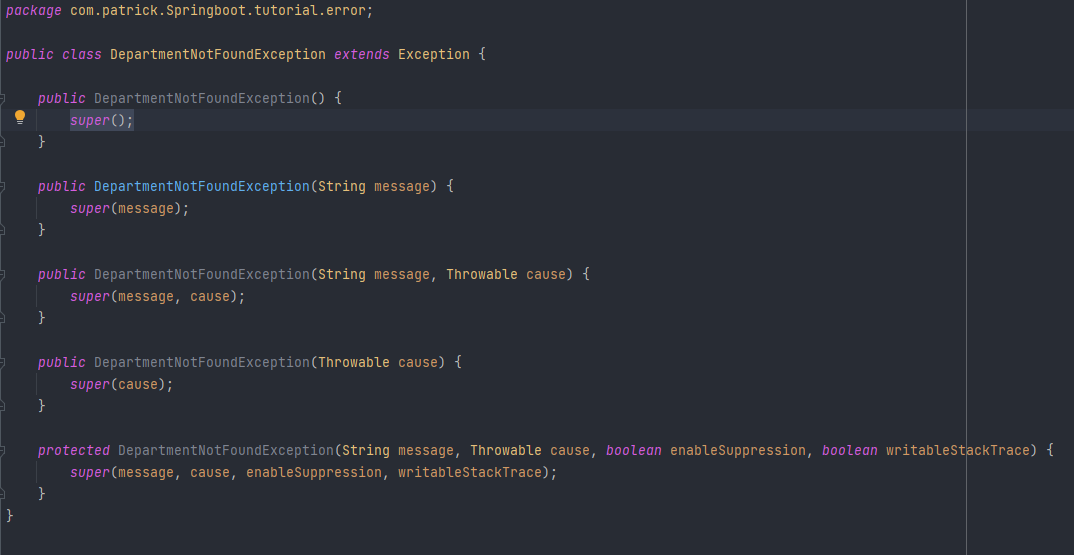 package com.patrick.Springboot.tutorial.error;
public class DepartmentNotFoundException extends Exception {
public DepartmentNotFoundException() {
super();
}
public DepartmentNotFoundException(String message) {
super(message);
}
public DepartmentNotFoundException(String message, Throwable cause) {
super(message, cause);
}
public DepartmentNotFoundException(Throwable cause) {
super(cause);
}
protected DepartmentNotFoundException(String message, Throwable cause, boolean enableSuppression, boolean writableStackTrace) {
super(message, cause, enableSuppression, writableStackTrace);
}
}